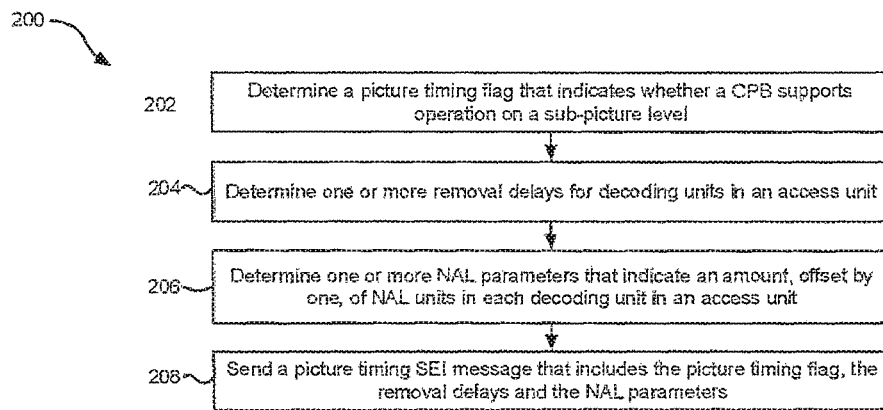 200
202
Determine a picture timing flag that indicates whether a CPB supports
operation on a sub-picture level
204
Determine one or more removal delays for decoding units in an access unit
206
Determine one or more NAL parameters that indicate an amount, offset by
one, of NAL units in each decoding unit in an access unit
208
Send a picture timing SEI message that includes the picture timing flag, the
removal delays and the NAL parameters